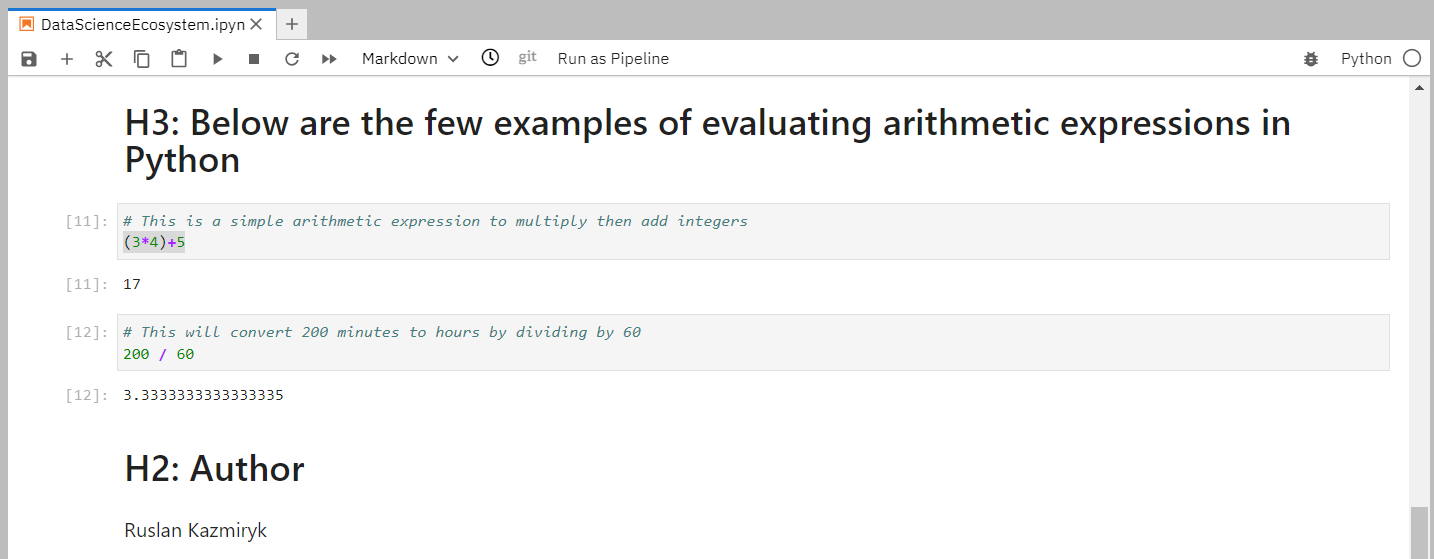 DataScienceEcosystem.ipyn
Markdown git Run as Pipeline Python
H3: Below are the few examples of evaluating arithmetic expressions in
Python
[11]: # This is a simple arithmetic expression to multiply then add integers
(3*4)+5
[11]: 17
[12]: # This will convert 200 minutes to hours by dividing by 60
200 / 60
[12]: 3.3333333333333335
H2: Author
Ruslan Kazmiryk